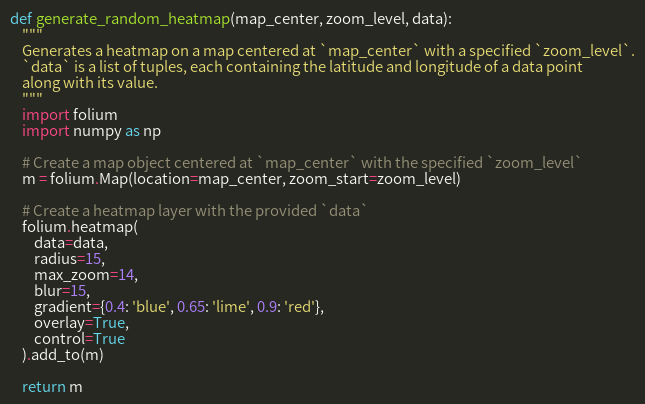 def generate_random_heatmap(map_center, zoom_level, data):
    """
    Generates a heatmap on a map centered at `map_center` with a specified `zoom_level`.
    `data` is a list of tuples, each containing the latitude and longitude of a data point
    along with its value.
    """
    import folium
    import numpy as np

    # Create a map object centered at `map_center` with the specified `zoom_level`
    m = folium.Map(location=map_center, zoom_start=zoom_level)

    # Create a heatmap layer with the provided `data`
    folium.heatmap(
        data=data,
        radius=15,
        max_zoom=14,
        blur=15,
        gradient={0.4: 'blue', 0.65: 'lime', 0.9: 'red'},
        overlay=True,
        control=True
    ).add_to(m)

    return m